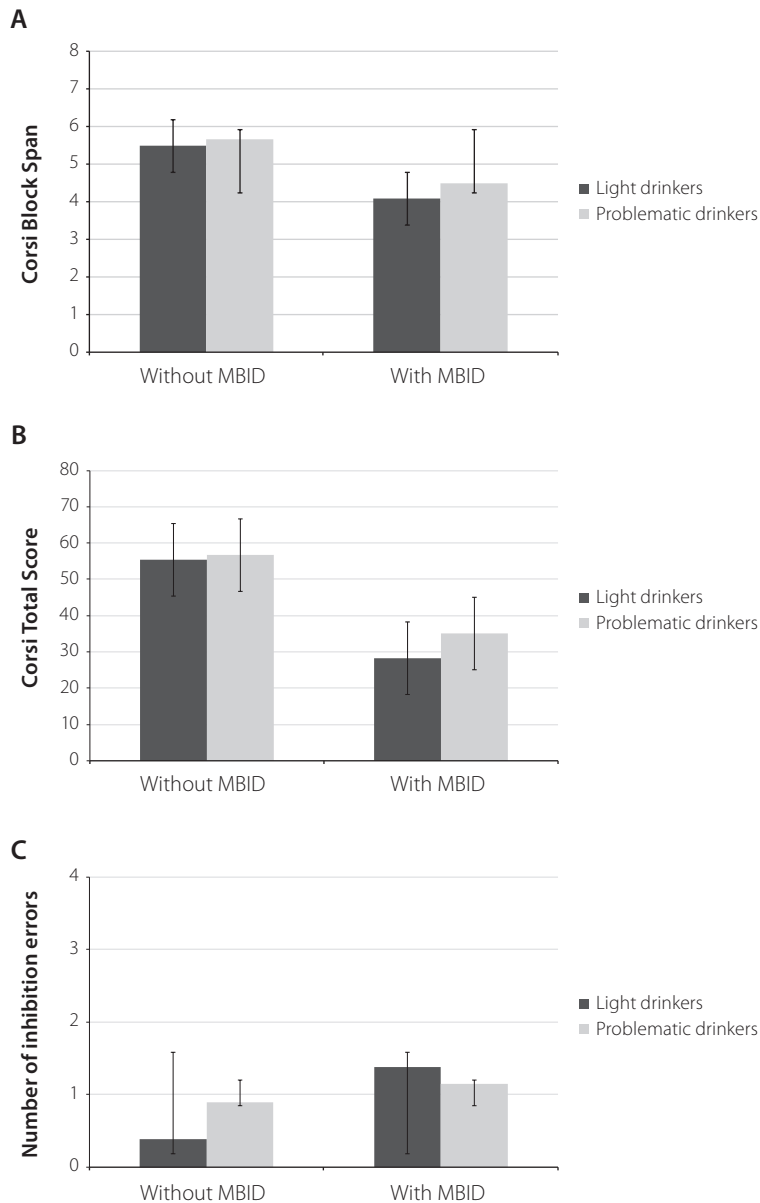 A
8
7
6
5
4
3
2
1
0
Corsi Block Span
Without MBID
With MBID
Light drinkers
Problematic drinkers
B
80
70
60
50
40
30
20
10
0
Corsi Total Score
Without MBID
With MBID
Light drinkers
Problematic drinkers
C
4
3
2
1
0
Number of inhibition errors
Without MBID
With MBID
Light drinkers
Problematic drinkers